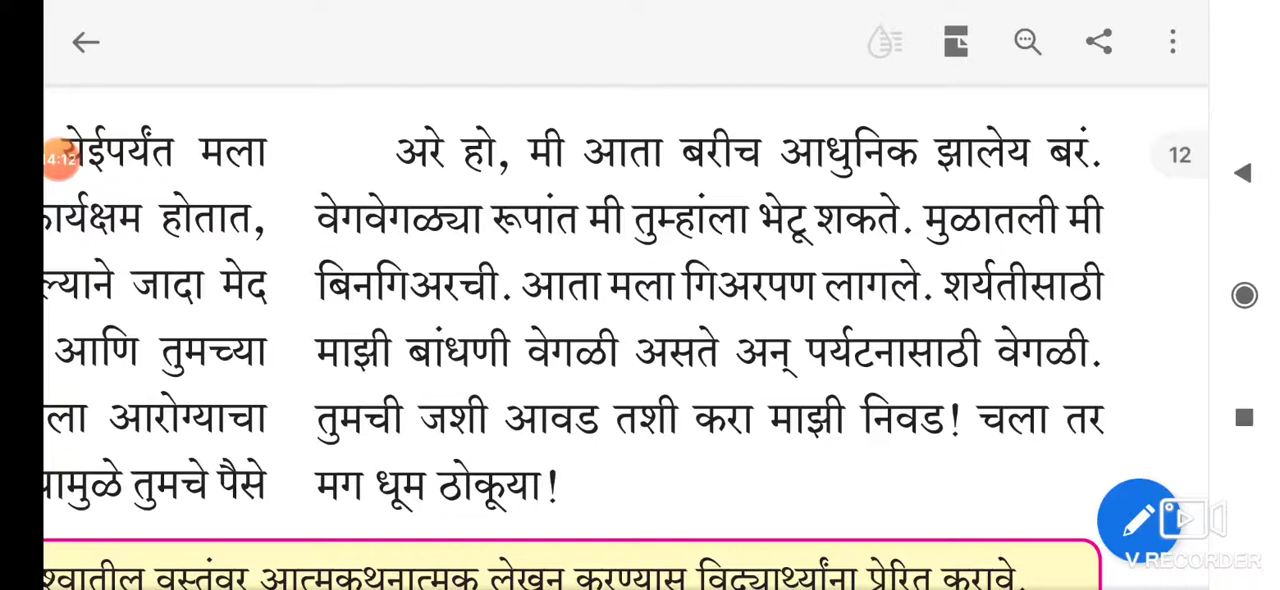 14:12
12
येईपर्यंत मला
कार्यक्षम होतात,
ल्याने जादा मेद
आणि तुमच्या
ला आरोग्याचा
यामुळे तुमचे पैसे
अरे हो, मी आता बरीच आधुनिक झालेय बरं.
वेगवेगळ्या रूपांत मी तुम्हांला भेटू शकते. मुळातली मी
बिनगिअरची. आता मला गिअरपण लागले. शर्यतीसाठी
माझी बांधणी वेगळी असते अन् पर्यटनासाठी वेगळी.
तुमची जशी आवड तशी करा माझी निवड! चला तर
मग धूम ठोकूया!
श्वातील वस्तूंवर आत्मकथनात्मक लेखन करण्यास विद्यार्थ्यांना प्रेरित करावे.
V RECORDER